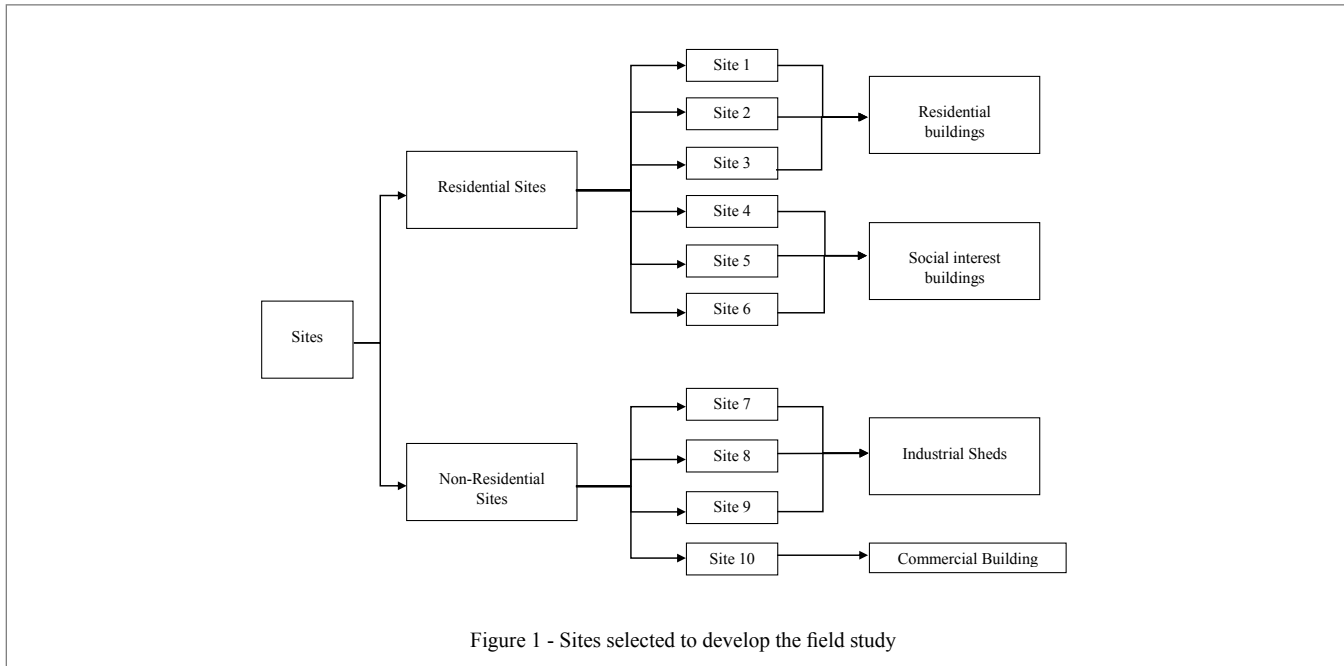 Site 1
Site 2
Residential
buildings
Site 3
Residential Sites
Site 4
Site 5
Social interest
buildings
Site 6
Sites
Site 7
Site 8
Industrial Sheds
Non-Residential
Sites
Site 9
Site 10
Commercial Building
Figure 1 - Sites selected to develop the field study